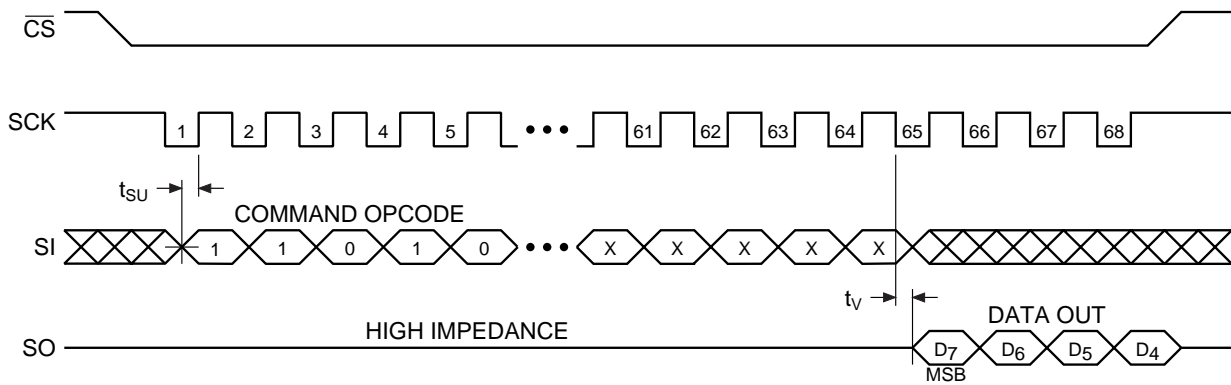 CS
SCK 1 2 3 4 5 ••• 61 62 63 64 65 66 67 68
tSU
COMMAND OPCODE
SI 1 1 0 1 0 ••• X X X X X
tV
HIGH IMPEDANCE DATA OUT
SO D7 D6 D5 D4
MSB